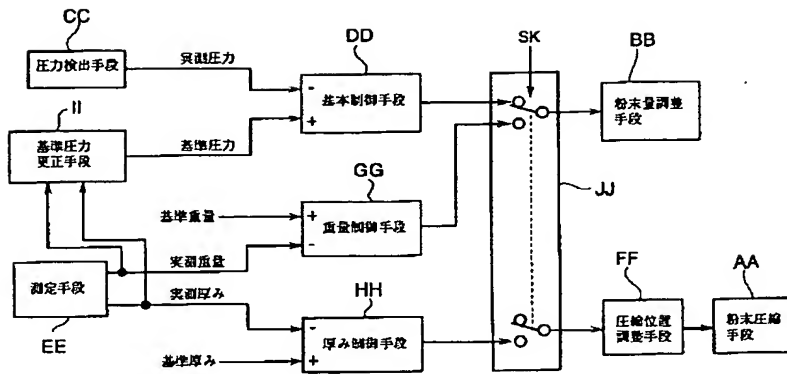 CC
圧力検出手段
実測圧力
DD
基本制御手段
-
+
SK
BB
粉末量調整
手段
II
基準圧力
更正手段
基準圧力
GG
基準重量
+
重量制御手段
-
実測重量
JJ
測定手段
EE
実測厚み
HH
-
厚み制御手段
+
基準厚み
FF
圧縮位置
調整手段
AA
粉末圧縮
手段